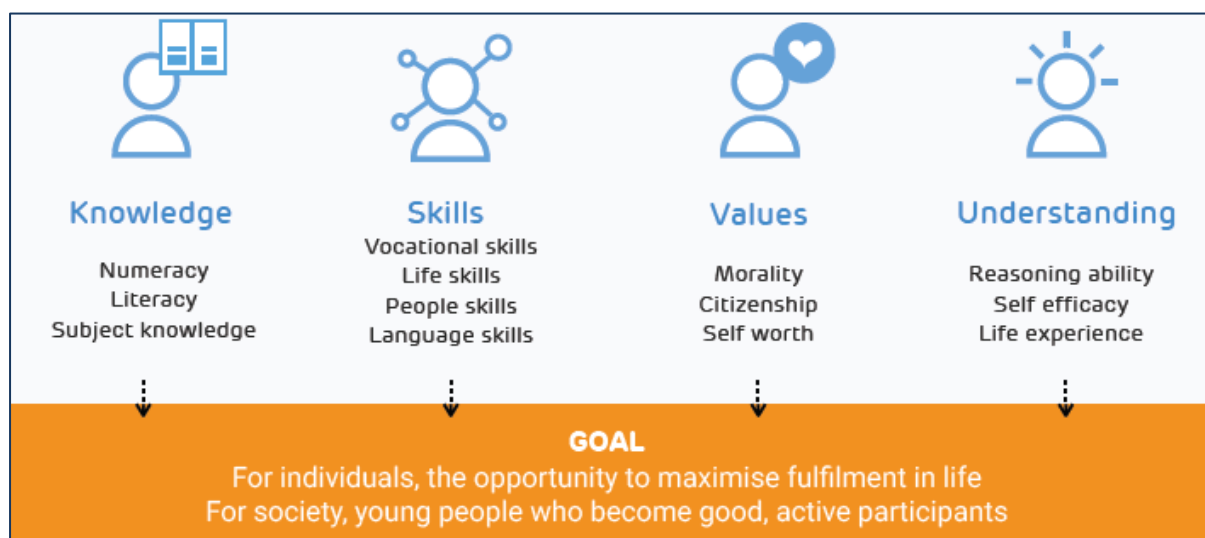 Knowledge
Numeracy
Literacy
Subject knowledge
Skills
Vocational skills
Life skills
People skills
Language skills
Values
Morality
Citizenship
Self worth
Understanding
Reasoning ability
Self efficacy
Life experience
GOAL
For individuals, the opportunity to maximise fulfilment in life
For society, young people who become good, active participants